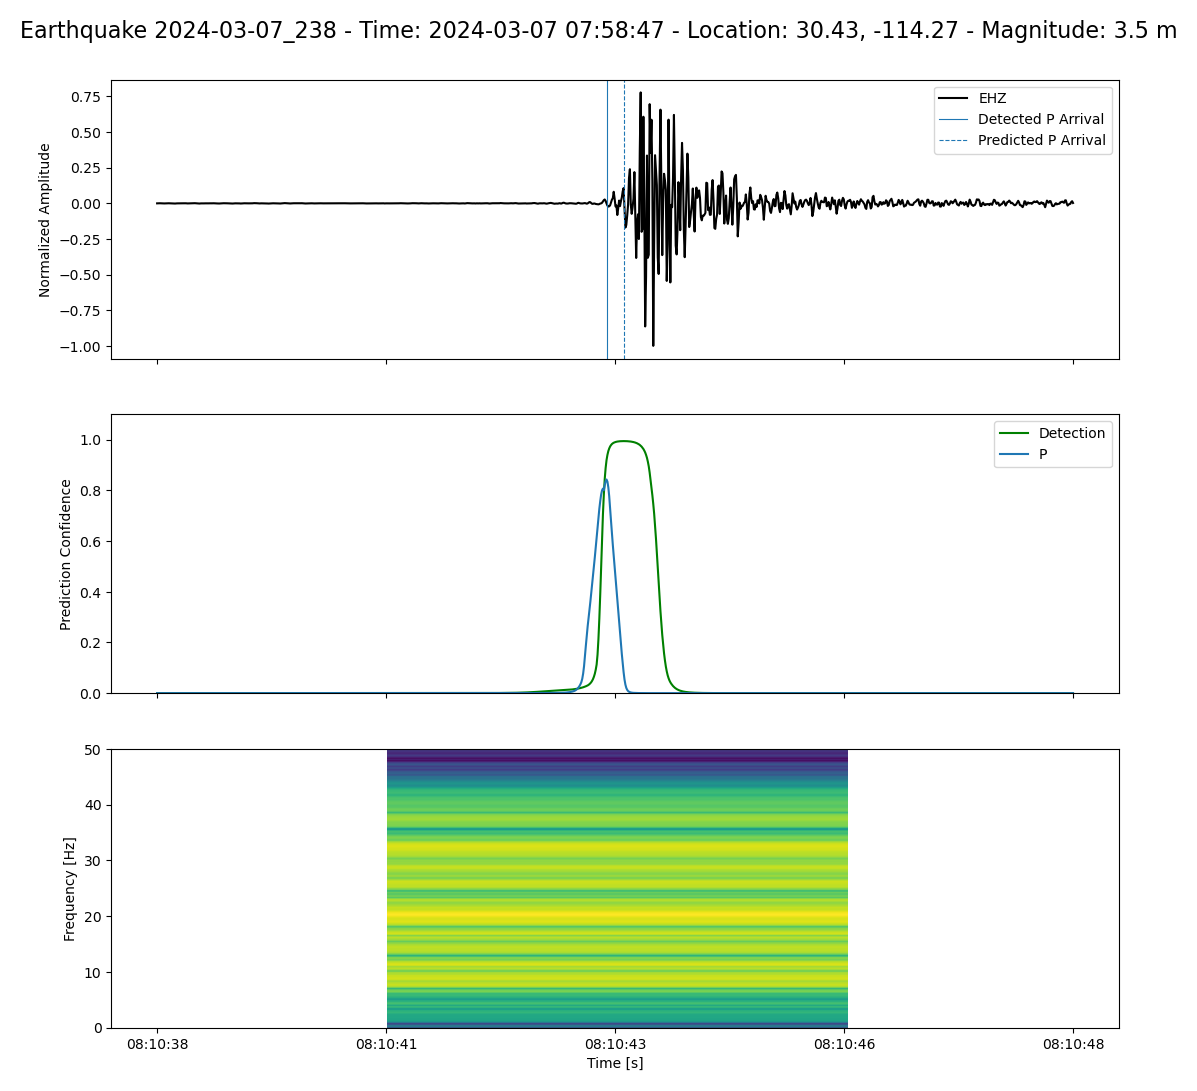 Earthquake 2024-03-07_238 - Time: 2024-03-07 07:58:47 - Location: 30.43, -114.27 - Magnitude: 3.5 m
Normalized Amplitude
0.75
0.50
0.25
0.00
−0.25
−0.50
−0.75
−1.00
EHZ
Detected P Arrival
Predicted P Arrival
Prediction Confidence
1.0
0.8
0.6
0.4
0.2
0.0
Detection
P
Frequency [Hz]
50
40
30
20
10
0
08:10:38 08:10:41 08:10:43 08:10:46 08:10:48
Time [s]